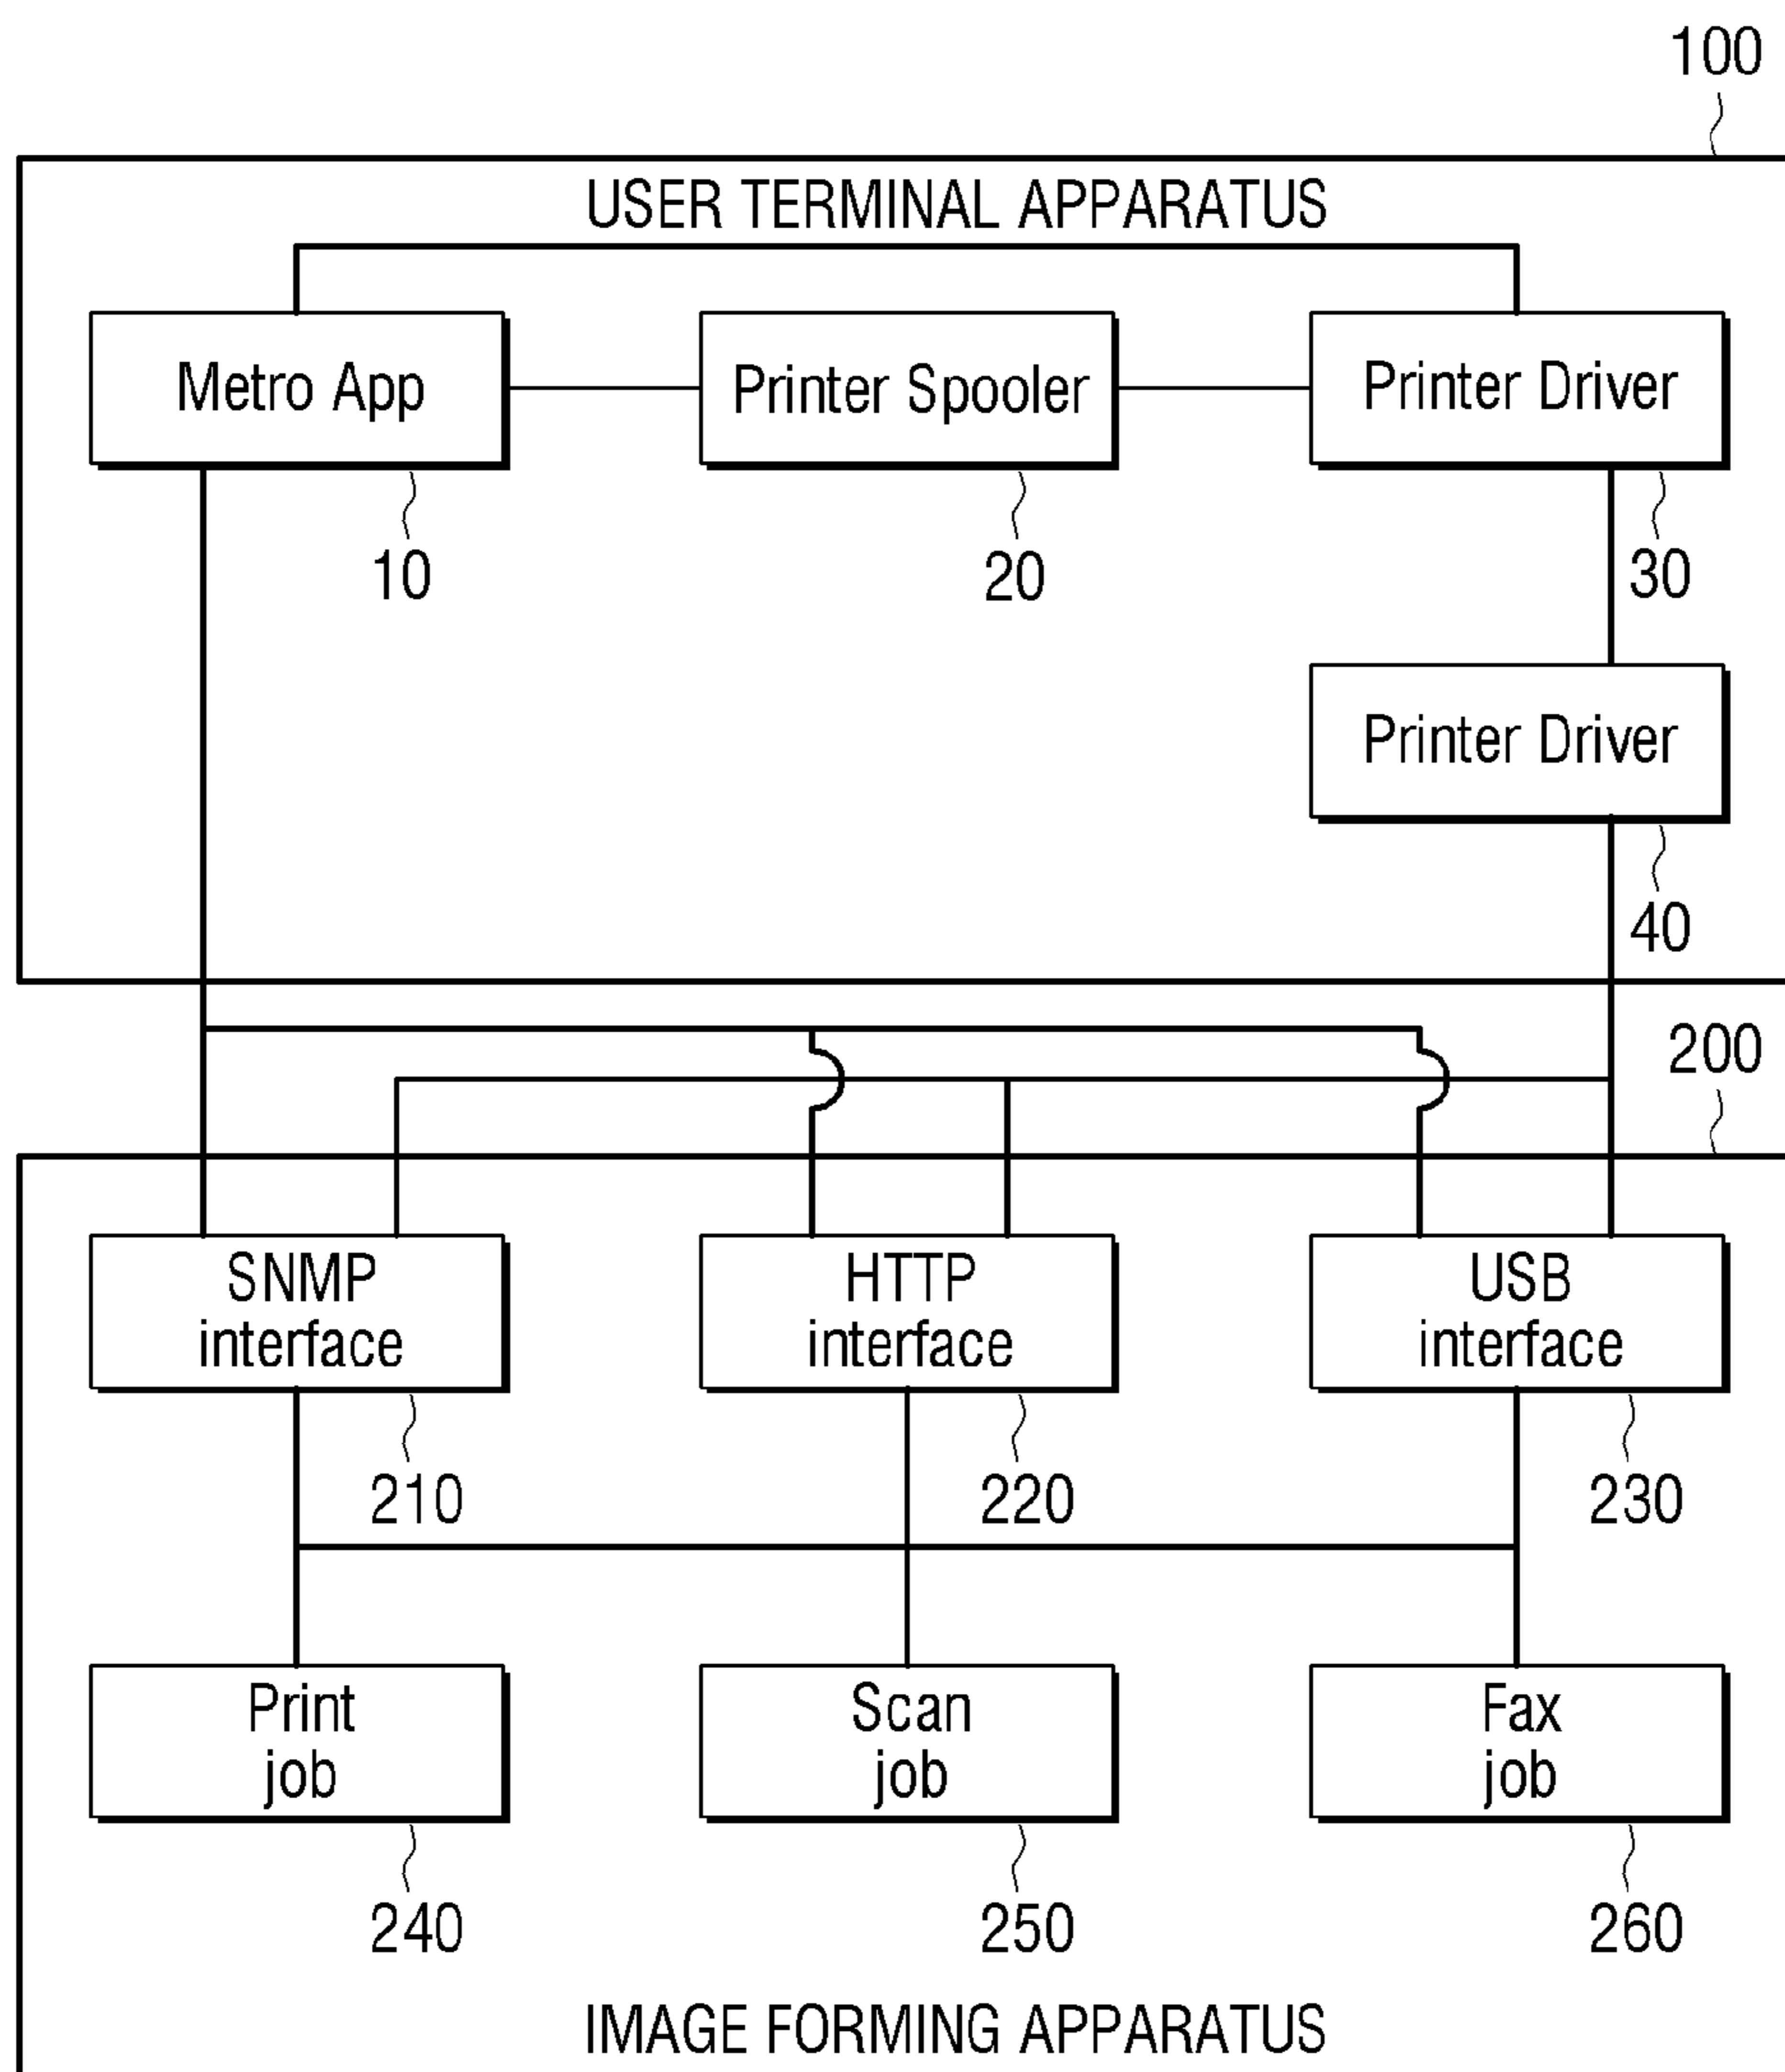 100
USER TERMINAL APPARATUS
Metro App
Printer Spooler
Printer Driver
10
20
30
Printer Driver
40
200
SNMP
interface
HTTP
interface
USB
interface
210
220
230
Print
job
Scan
job
Fax
job
240
250
260
IMAGE FORMING APPARATUS